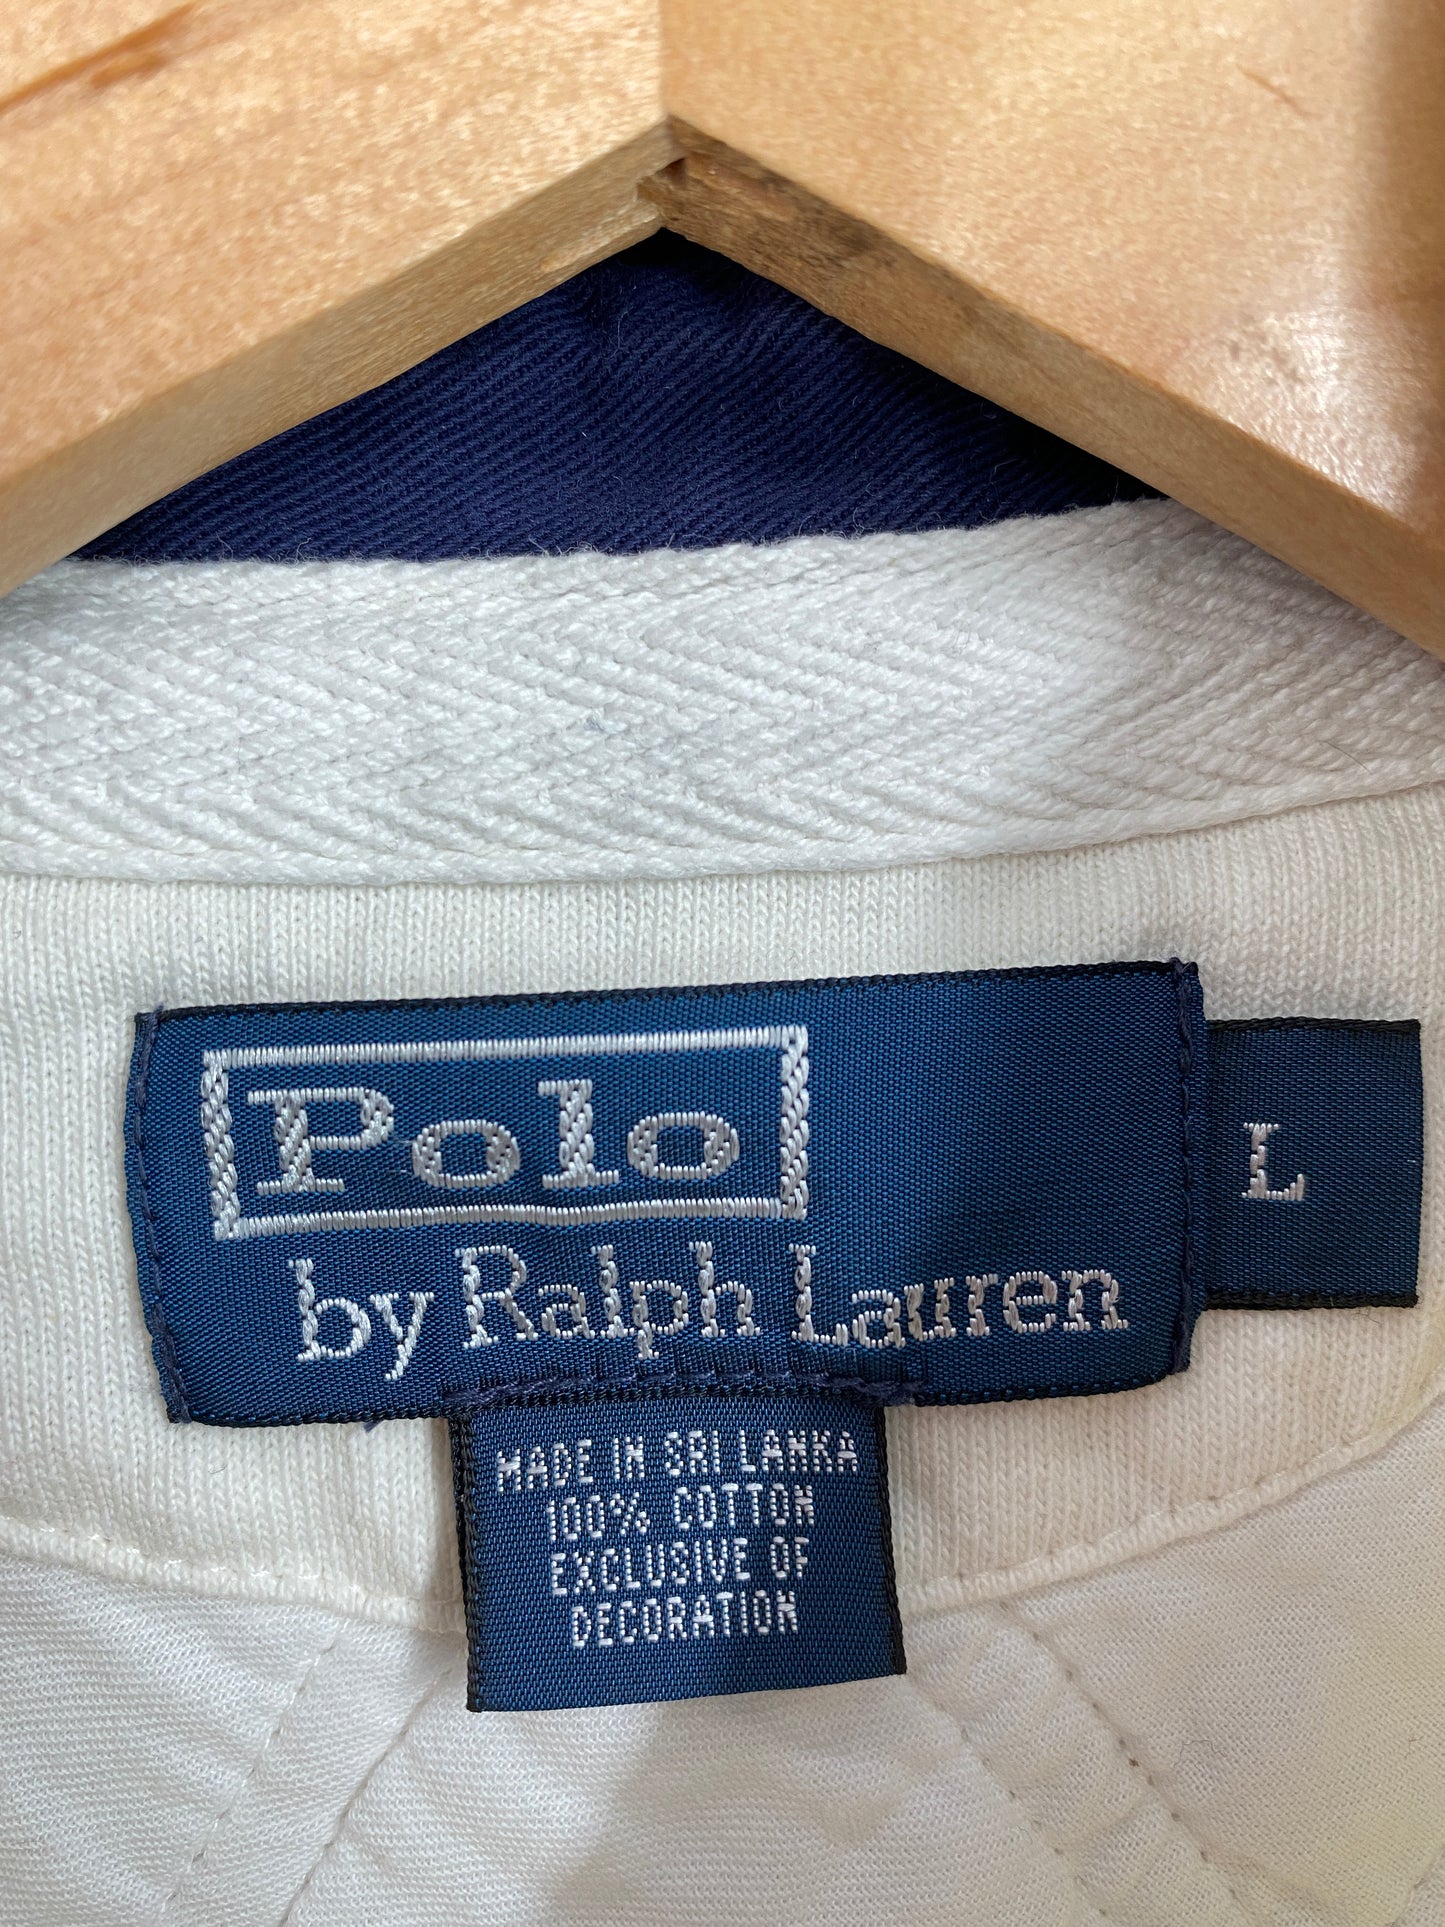 Polo
by Ralph Lauren
L
MADE IN SRI LANKA
100% COTTON
EXCLUSIVE OF
DECORATION